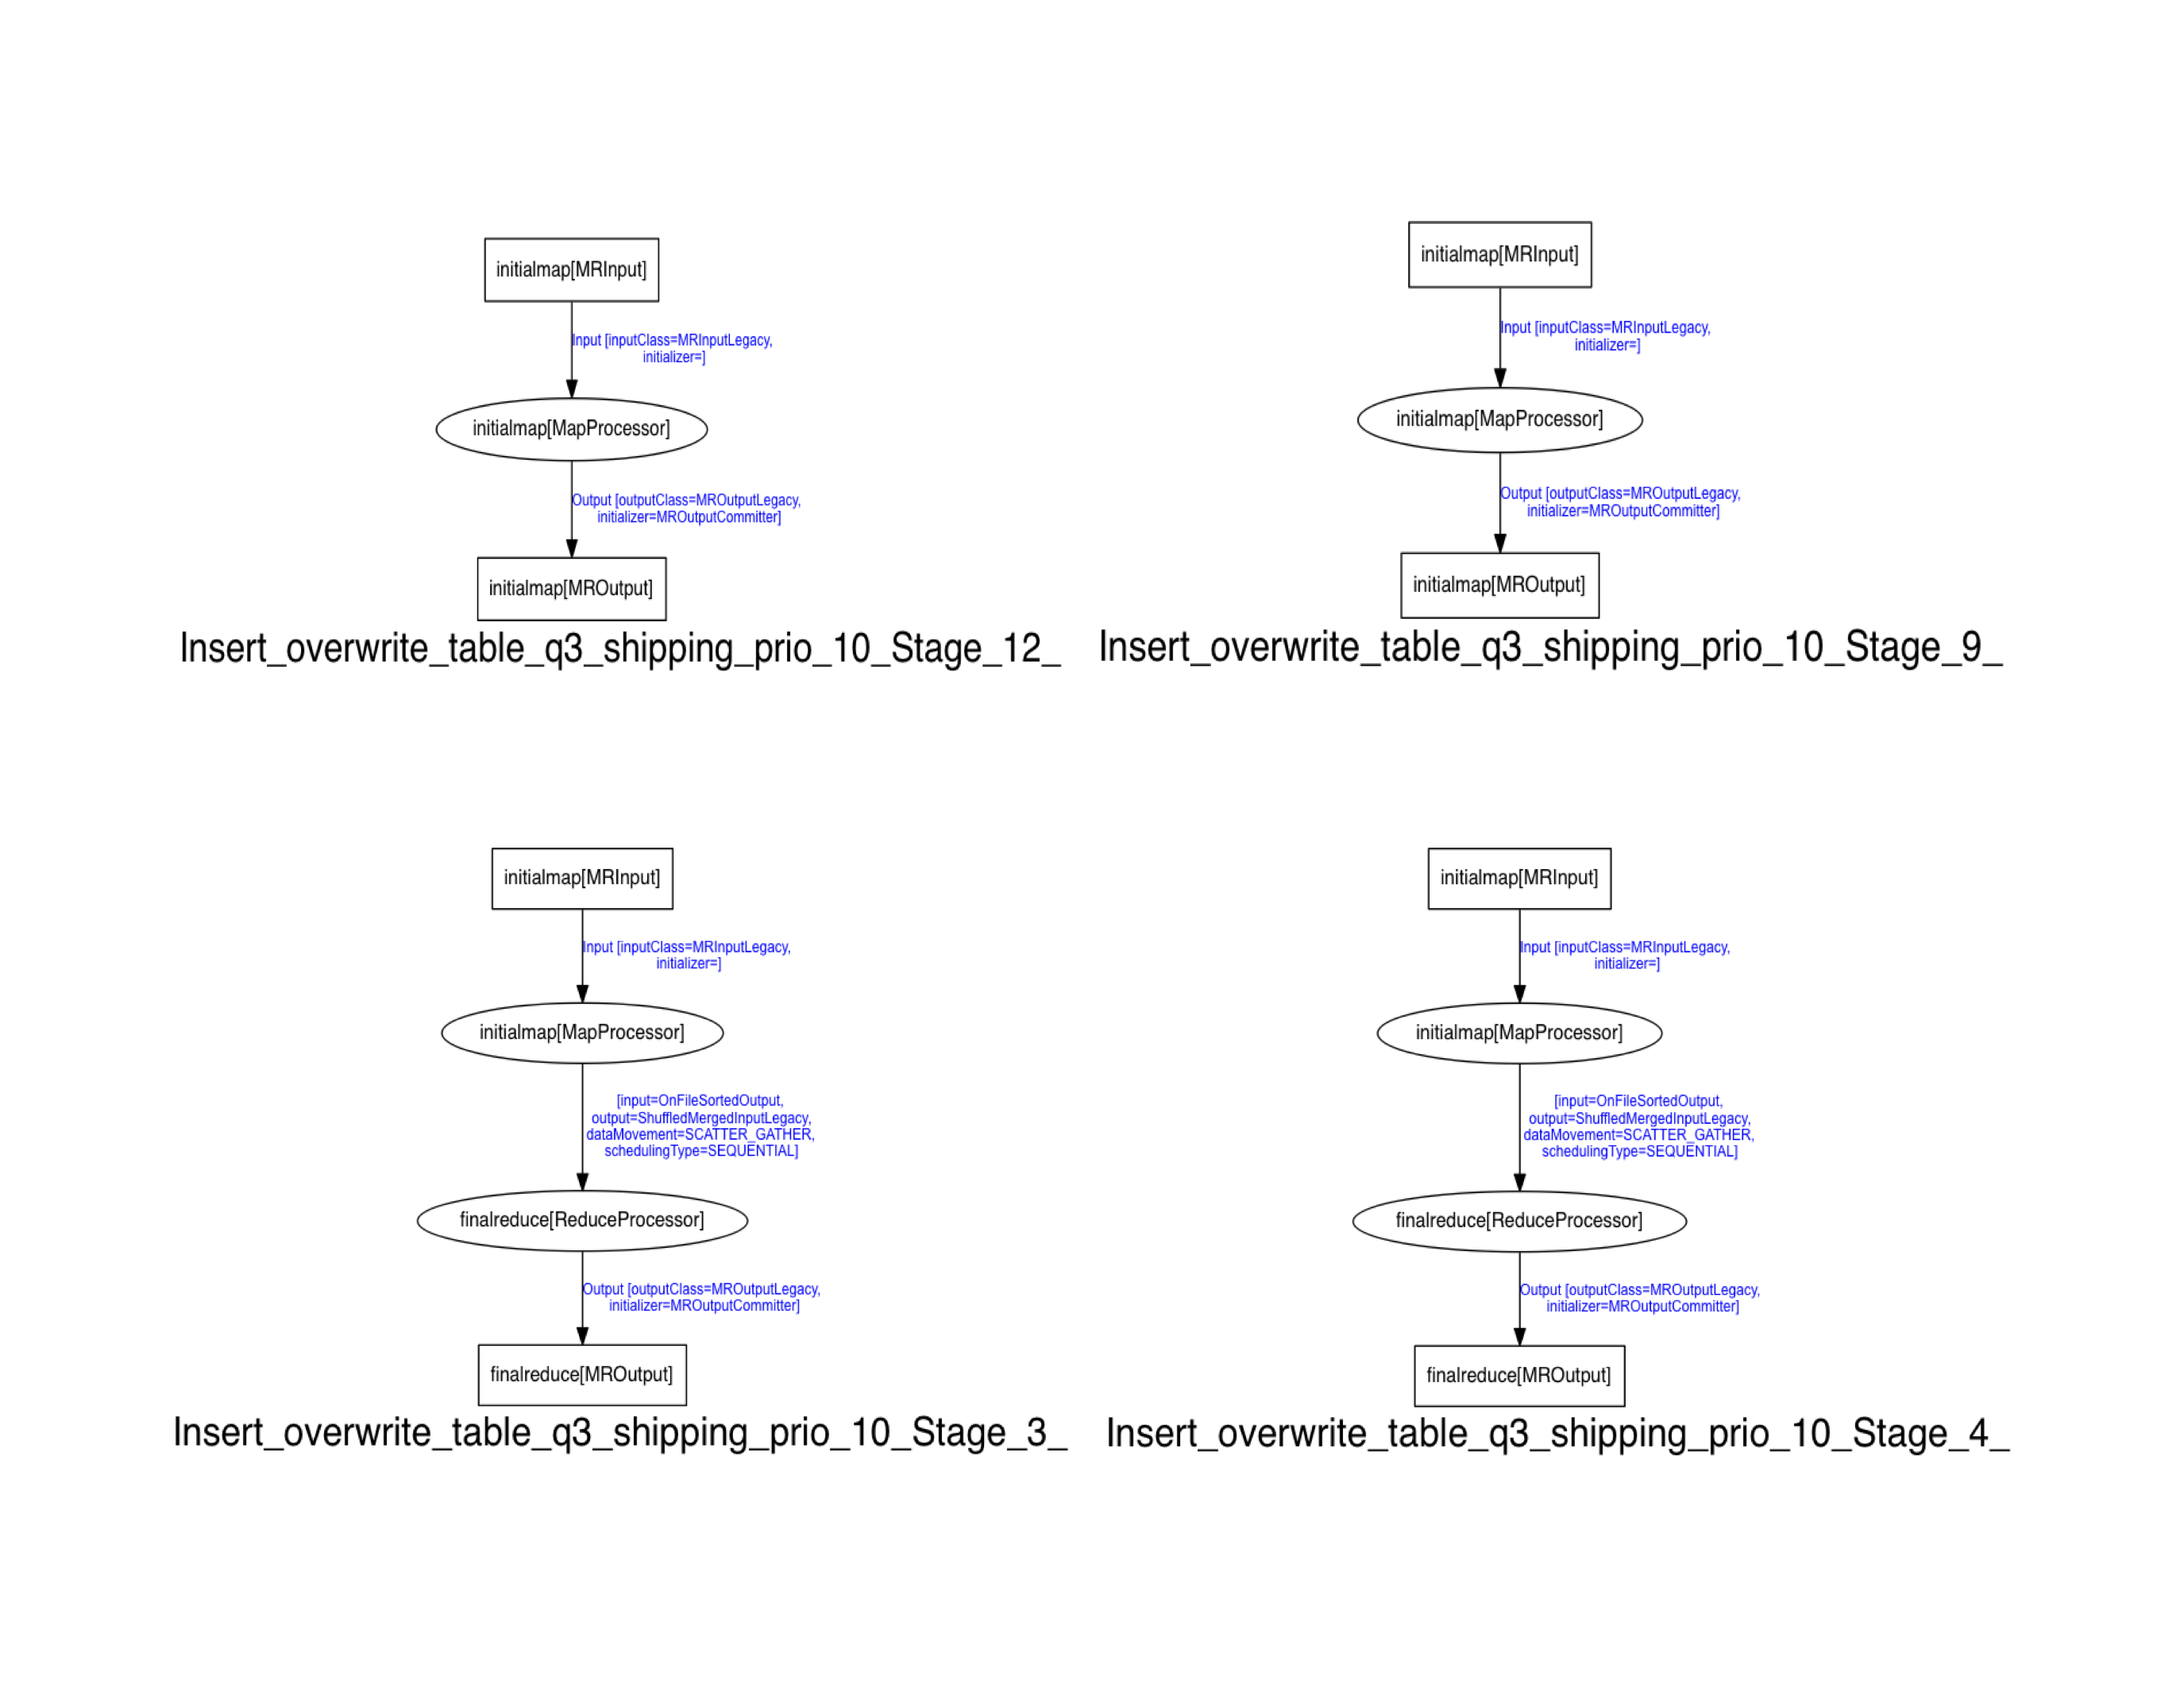 initialmap[MRInput]
Input [inputClass=MRInputLegacy,
initializer=]
initialmap[MapProcessor]
Output [outputClass=MROutputLegacy,
initializer=MROutputCommitter]
initialmap[MROutput]
Insert_overwrite_table_q3_shipping_prio_10_Stage_12_
initialmap[MRInput]
Input [inputClass=MRInputLegacy,
initializer=]
initialmap[MapProcessor]
Output [outputClass=MROutputLegacy,
initializer=MROutputCommitter]
initialmap[MROutput]
Insert_overwrite_table_q3_shipping_prio_10_Stage_9_
initialmap[MRInput]
Input [inputClass=MRInputLegacy,
initializer=]
initialmap[MapProcessor]
[input=OnFileSortedOutput,
output=ShuffledMergedInputLegacy,
dataMovement=SCATTER_GATHER,
schedulingType=SEQUENTIAL]
finalreduce[ReduceProcessor]
Output [outputClass=MROutputLegacy,
initializer=MROutputCommitter]
finalreduce[MROutput]
Insert_overwrite_table_q3_shipping_prio_10_Stage_3_
initialmap[MRInput]
Input [inputClass=MRInputLegacy,
initializer=]
initialmap[MapProcessor]
[input=OnFileSortedOutput,
output=ShuffledMergedInputLegacy,
dataMovement=SCATTER_GATHER,
schedulingType=SEQUENTIAL]
finalreduce[ReduceProcessor]
Output [outputClass=MROutputLegacy,
initializer=MROutputCommitter]
finalreduce[MROutput]
Insert_overwrite_table_q3_shipping_prio_10_Stage_4_